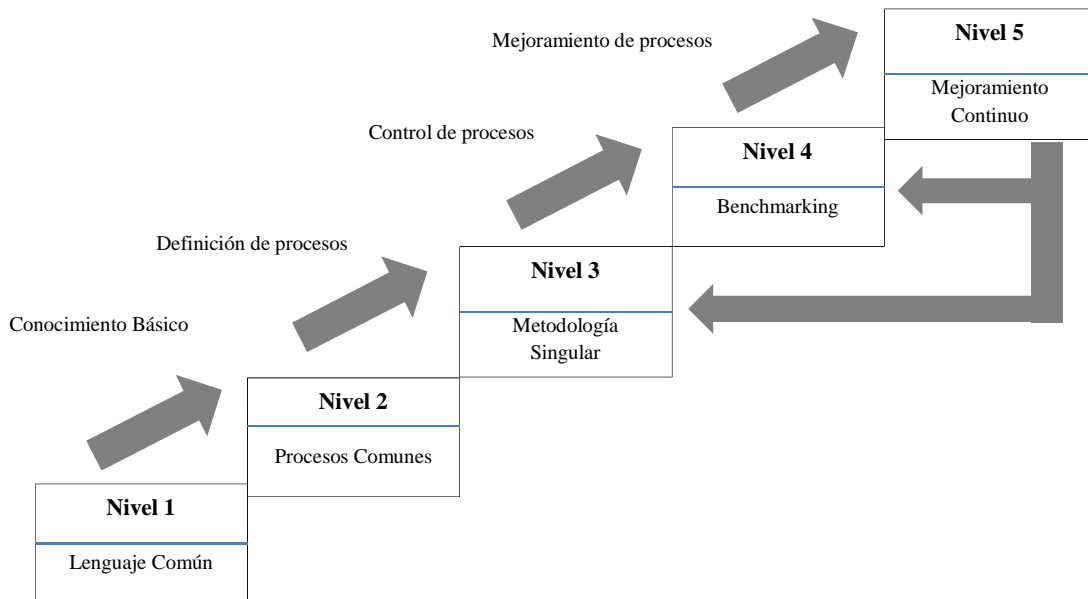 Mejoramiento de procesos
Nivel 5
Mejoramiento
Continuo
Control de procesos
Nivel 4
Benchmarking
Definición de procesos
Nivel 3
Metodología
Singular
Conocimiento Básico
Nivel 2
Procesos Comunes
Nivel 1
Lenguaje Común